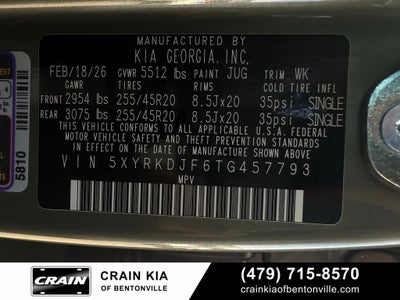 MANUFACTURED BY
KIA GEORGIA. INC,
FEB/18/26 GVWR 5512 lbs PAINT JUG TRIM WK
GAWR TIRES RIMS COLD TIRE INF
FRONT 2954 lbs 255/45R20 8.5Jx20 35psi SINGLE
REAR 3075 lbs 255/45R20 8.5Jx20 35psi SINGLE
THIS VEHICLE CONFORMS TO ALL APPLICABLE U.S.A. FEDERAL
MOTOR VEHICLE SAFETY AND THEFT PREVENTION STANDARDS
IN EFFECT ON THE DATE OF MANUFACTURE SHOWN ABOVE.
VIN 5XYRKDJF6TG457793
MPV
5810
CRAIN
CRAIN KIA
OF BENTONVILLE
(479) 715-8570
crainkiaofbentonville.com